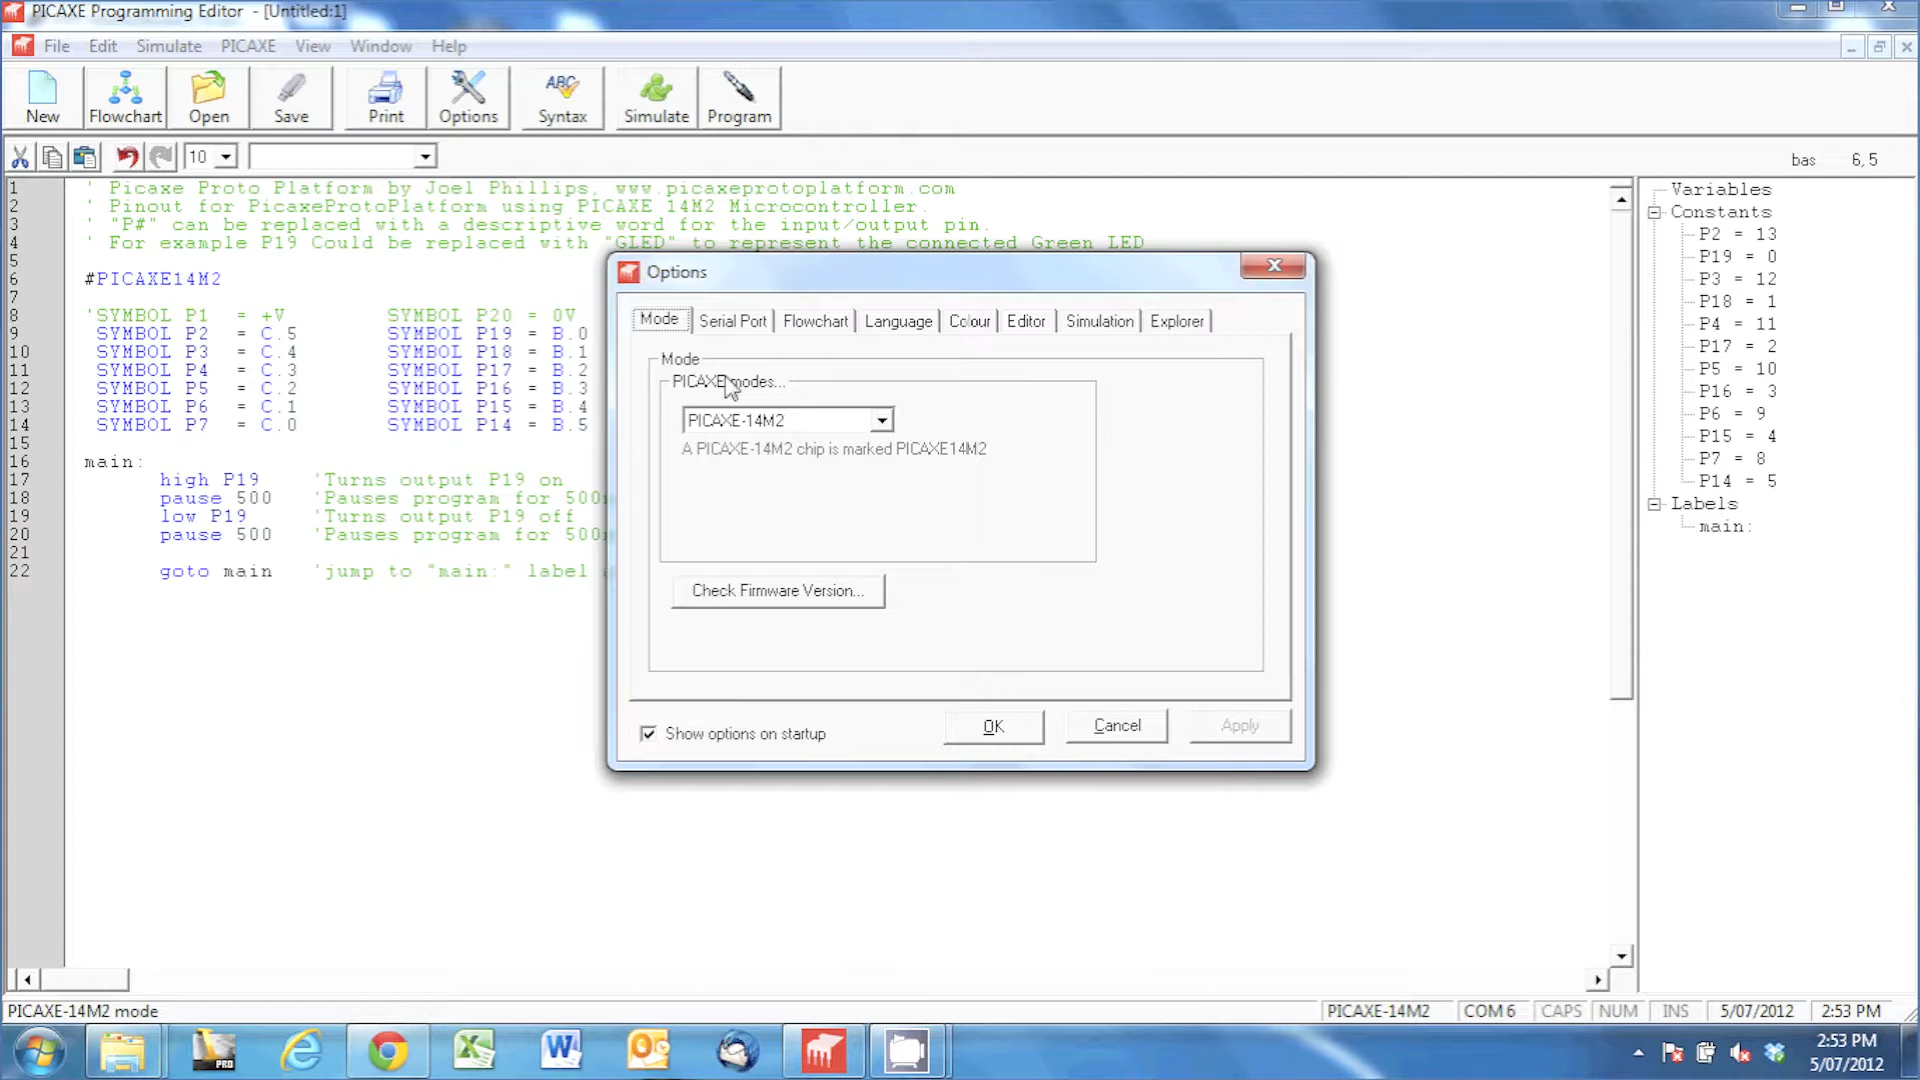 PICAXE Programming Editor - [Untitled:1]
File Edit Simulate PICAXE View Window Help
New Flowchart Open Save Print Options Syntax Simulate Program
ABC
10
bas 6,5
1 ' Picaxe Proto Platform by Joel Phillips, www.picaxeprotoplatform.com
2 ' Pinout for PicaxeProtoPlatform using PICAXE 14M2 Microcontroller.
3 ' "P#" can be replaced with a descriptive word for the input/output pin.
4 ' For example P19 Could be replaced with "GLED" to represent the connected Green LED
5
6 #PICAXE14M2
7
8 'SYMBOL P1 = +V SYMBOL P20 = 0V
9 SYMBOL P2 = C.5 SYMBOL P19 = B.0
10 SYMBOL P3 = C.4 SYMBOL P18 = B.1
11 SYMBOL P4 = C.3 SYMBOL P17 = B.2
12 SYMBOL P5 = C.2 SYMBOL P16 = B.3
13 SYMBOL P6 = C.1 SYMBOL P15 = B.4
14 SYMBOL P7 = C.0 SYMBOL P14 = B.5
15
16 main:
17 high P19 'Turns output P19 on
18 pause 500 'Pauses program for 500
19 low P19 'Turns output P19 off
20 pause 500 'Pauses program for 500
21
22 goto main 'jump to "main:" label
Options
Mode Serial Port Flowchart Language Colour Editor Simulation Explorer
Mode
PICAXE modes...
PICAXE-14M2
A PICAXE-14M2 chip is marked PICAXE14M2
Check Firmware Version...
Show options on startup
OK Cancel Apply
Variables
Constants
P2 = 13
P19 = 0
P3 = 12
P18 = 1
P4 = 11
P17 = 2
P5 = 10
P16 = 3
P6 = 9
P15 = 4
P7 = 8
P14 = 5
Labels
main:
PICAXE-14M2 mode
PICAXE-14M2 COM 6 CAPS NUM INS 5/07/2012 2:53 PM
PRO
2:53 PM
5/07/2012